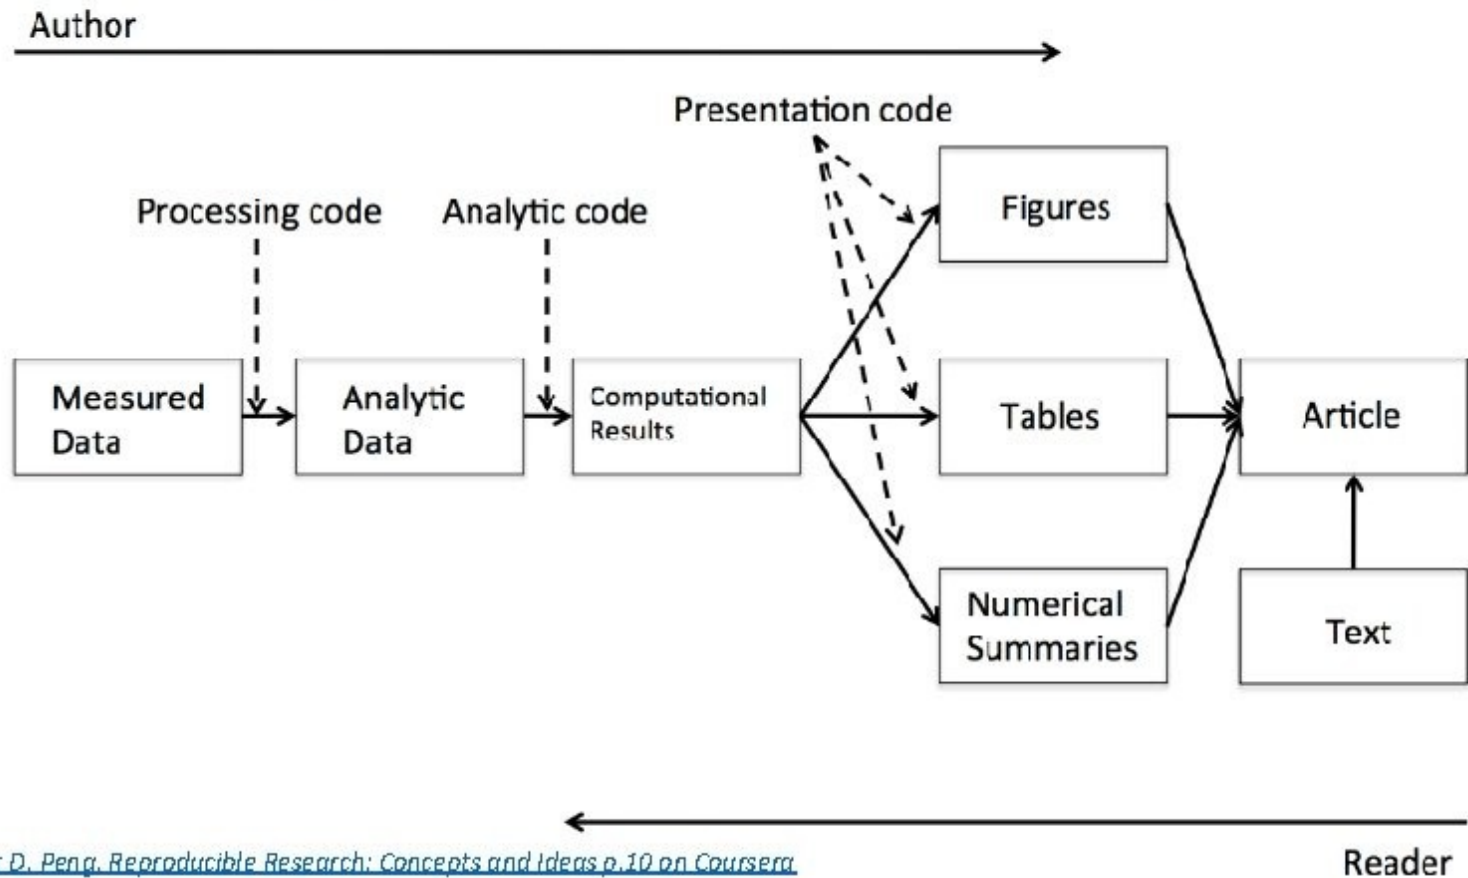 Author
Presentation code
Processing code
Analytic code
Figures
Measured
Data
Analytic
Data
Computational
Results
Tables
Article
Numerical
Summaries
Text
D. Peng. Reproducible Research: Concepts and Ideas p.10 on Coursera
Reader